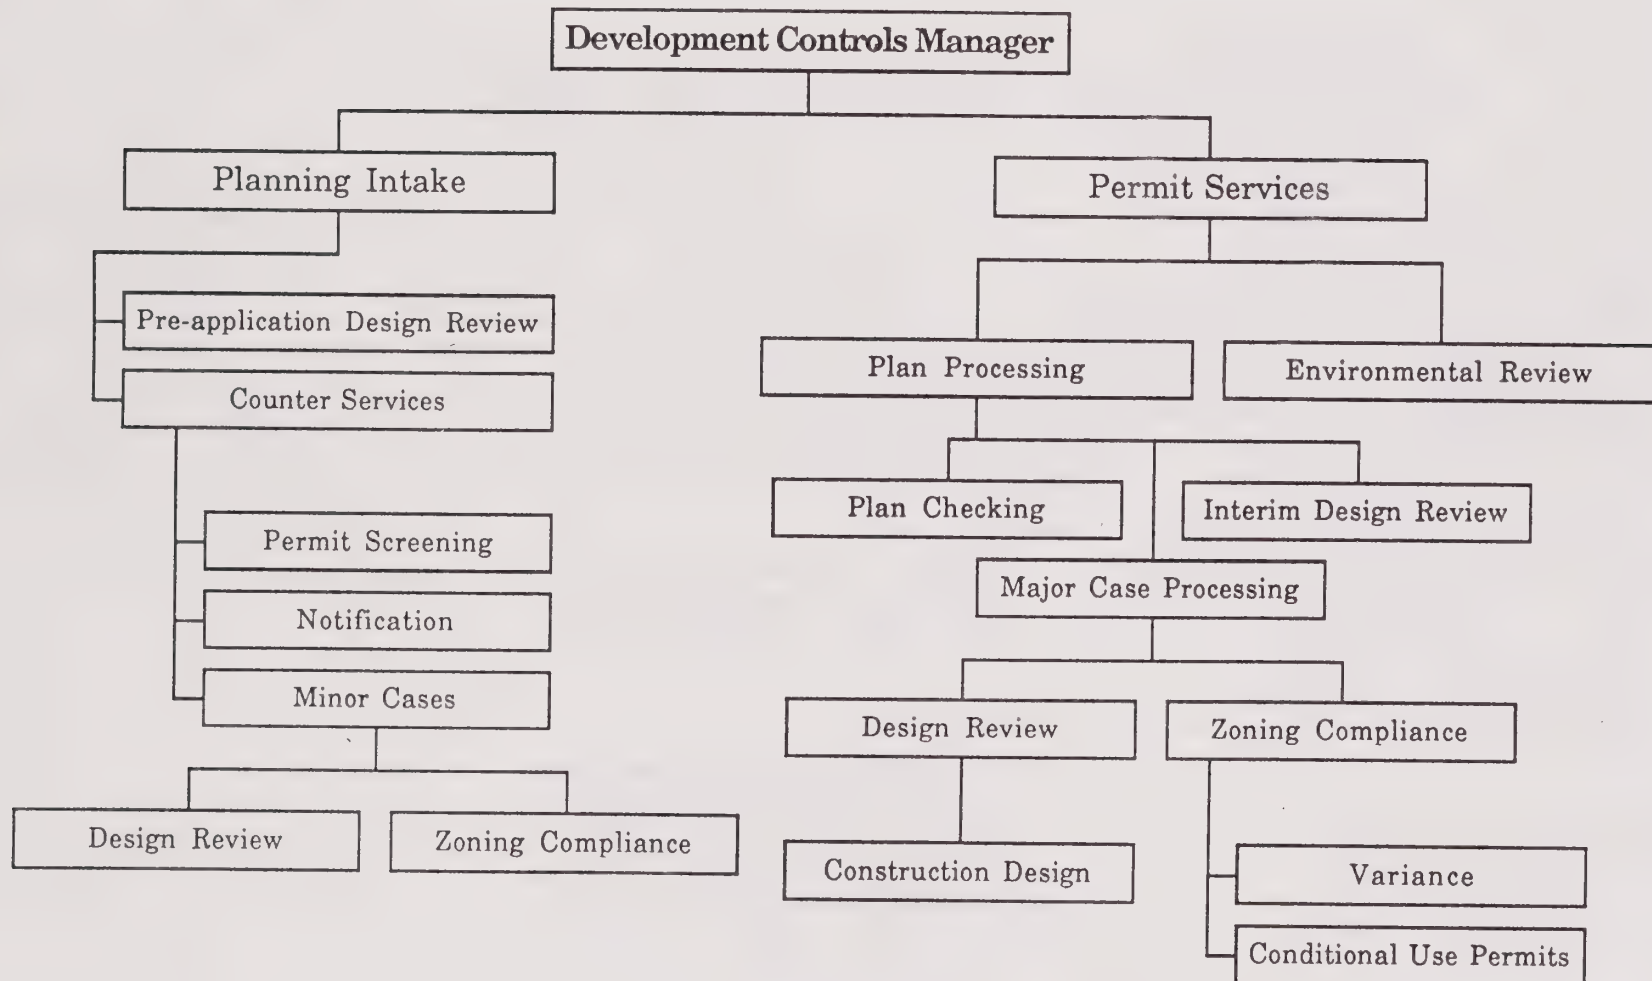 Development Controls Manager
Planning Intake
Permit Services
Pre-application Design Review
Counter Services
Plan Processing
Environmental Review
Permit Screening
Notification
Minor Cases
Plan Checking
Interim Design Review
Major Case Processing
Design Review
Zoning Compliance
Design Review
Zoning Compliance
Construction Design
Variance
Conditional Use Permits